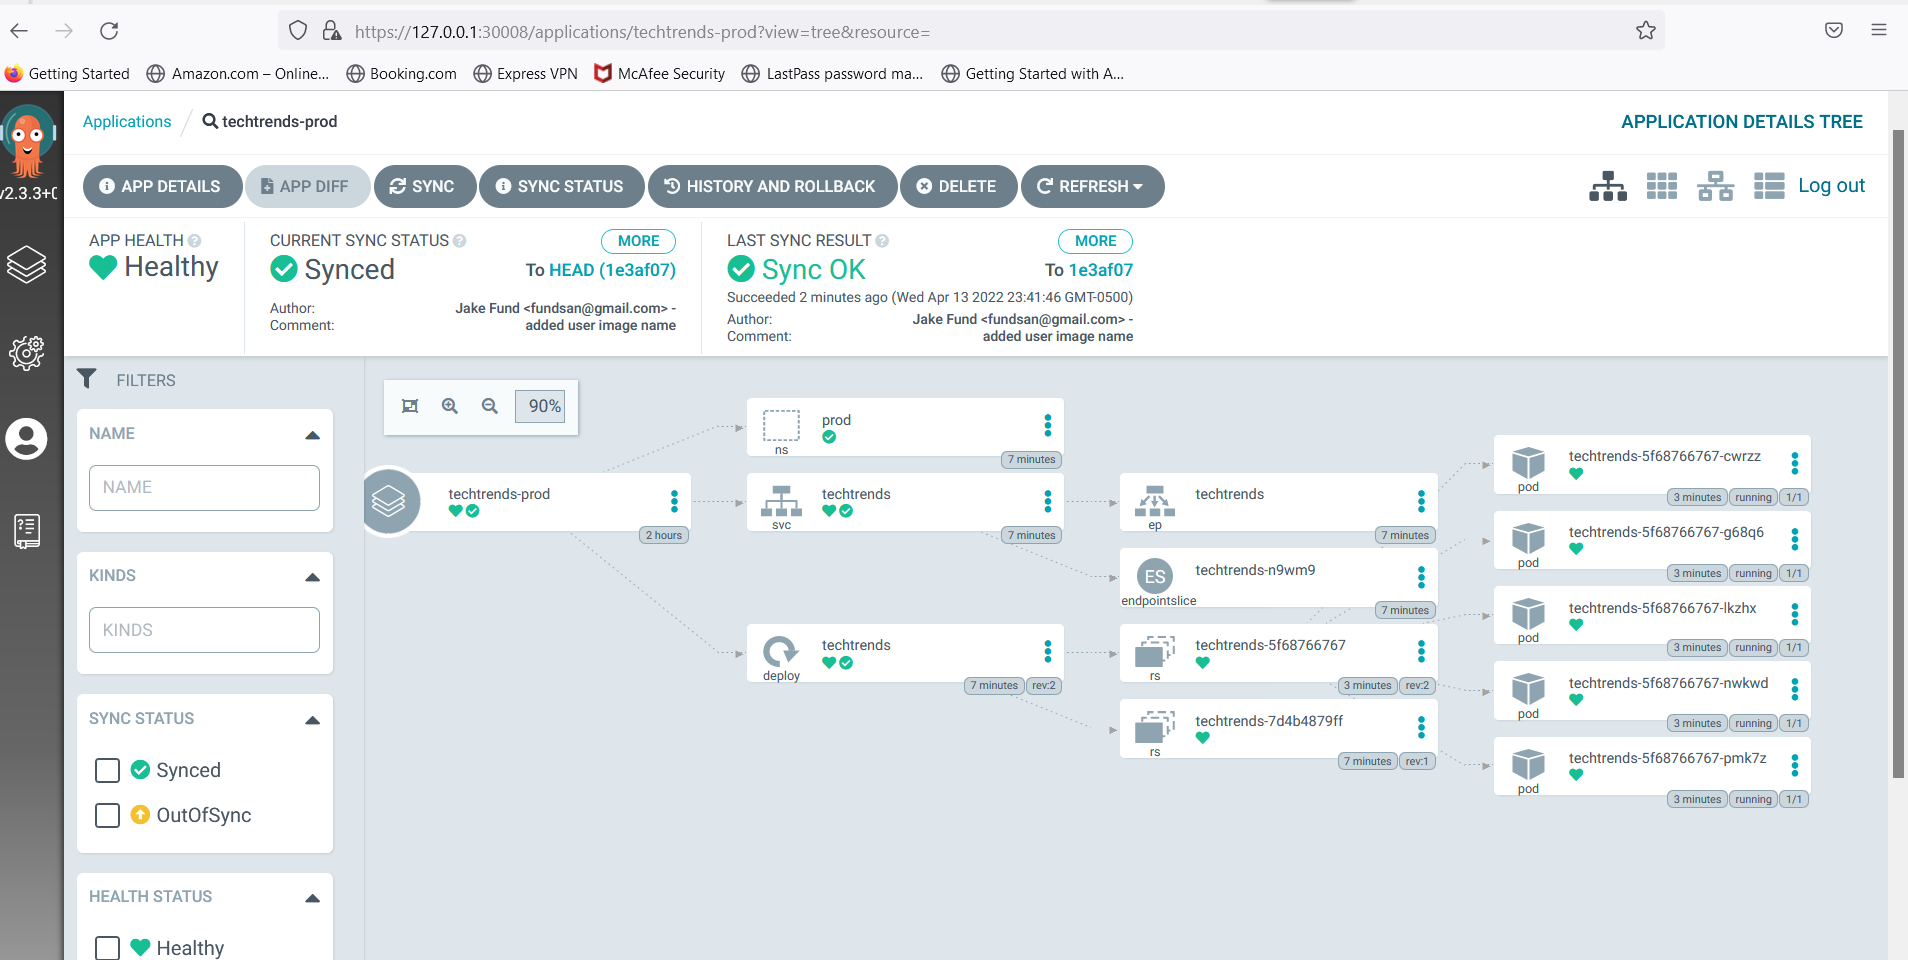 https://127.0.0.1:30008/applications/techtrends-prod?view=tree&resource=
Getting Started Amazon.com – Online... Booking.com Express VPN McAfee Security LastPass password ma... Getting Started with A...
Applications techtrends-prod APPLICATION DETAILS TREE
v2.3.3+0
APP DETAILS APP DIFF SYNC SYNC STATUS HISTORY AND ROLLBACK DELETE REFRESH Log out
APP HEALTH
Healthy
CURRENT SYNC STATUS MORE
Synced To HEAD (1e3af07)
Author: Jake Fund <fundsan@gmail.com> -
Comment: added user image name
LAST SYNC RESULT MORE
Sync OK To 1e3af07
Succeeded 2 minutes ago (Wed Apr 13 2022 23:41:46 GMT-0500)
Author: Jake Fund <fundsan@gmail.com> -
Comment: added user image name
FILTERS
NAME
NAME
KINDS
KINDS
SYNC STATUS
Synced
OutOfSync
HEALTH STATUS
Healthy
90%
techtrends-prod
2 hours
prod
ns
7 minutes
techtrends
svc
7 minutes
techtrends
deploy
7 minutes rev:2
techtrends
ep
7 minutes
ES
techtrends-n9wm9
endpointslice
7 minutes
techtrends-5f68766767
rs
3 minutes rev:2
techtrends-7d4b4879ff
rs
7 minutes rev:1
techtrends-5f68766767-cwrzz
pod
3 minutes running 1/1
techtrends-5f68766767-g68q6
pod
3 minutes running 1/1
techtrends-5f68766767-lkzhx
pod
3 minutes running 1/1
techtrends-5f68766767-nwkwd
pod
3 minutes running 1/1
techtrends-5f68766767-pmk7z
pod
3 minutes running 1/1